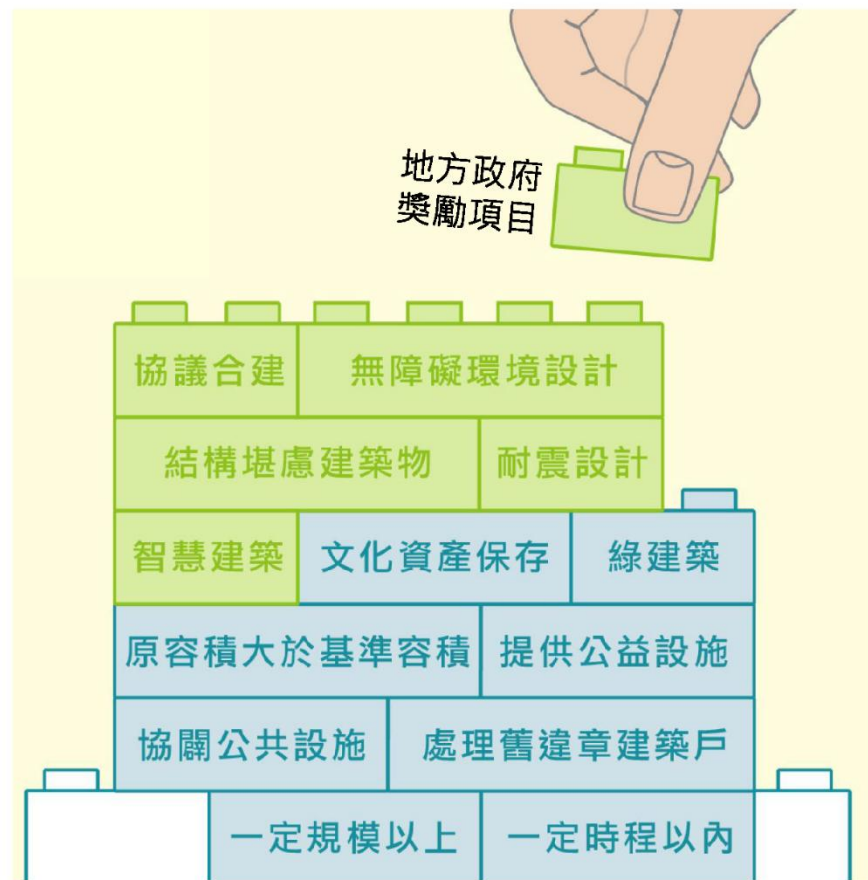 地方政府
獎勵項目
協議合建 無障礙環境設計
結構堪慮建築物 耐震設計
智慧建築 文化資產保存 綠建築
原容積大於基準容積 提供公益設施
協闢公共設施 處理舊違章建築戶
一定規模以上 一定時程以內